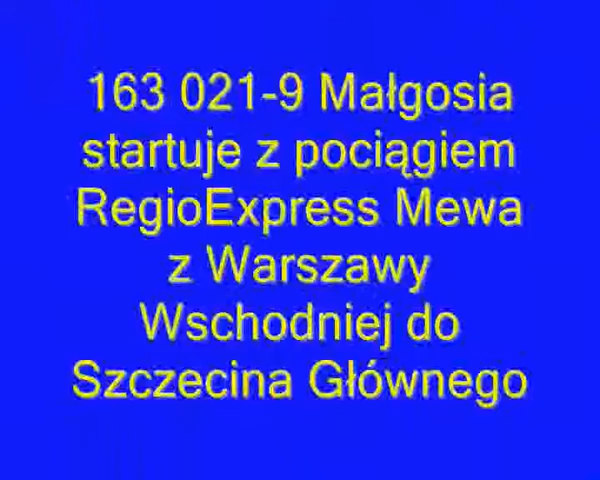 163 021-9 Małgosia
startuje z pociągiem
RegioExpress Mewa
z Warszawy
Wschodniej do
Szczecina Głównego